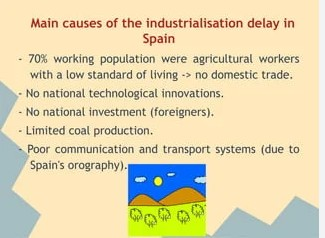 Main causes of the industrialisation delay in
Spain
- 70% working population were agricultural workers
with a low standard of living -> no domestic trade.
- No national technological innovations.
- No national investment (foreigners).
- Limited coal production.
- Poor communication and transport systems (due to
Spain's orography).